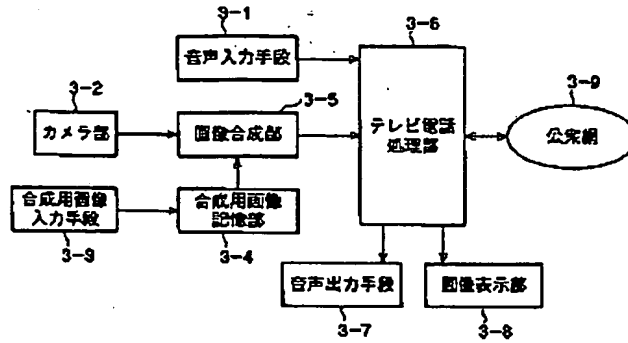 3-1
音声入力手段
3-6
テレビ電話
処理部
3-2
カメラ部
3-5
画像合成部
3-9
公衆網
合成用画像
入力手段
3-3
合成用画像
記憶部
3-4
音声出力手段
3-7
画像表示部
3-8